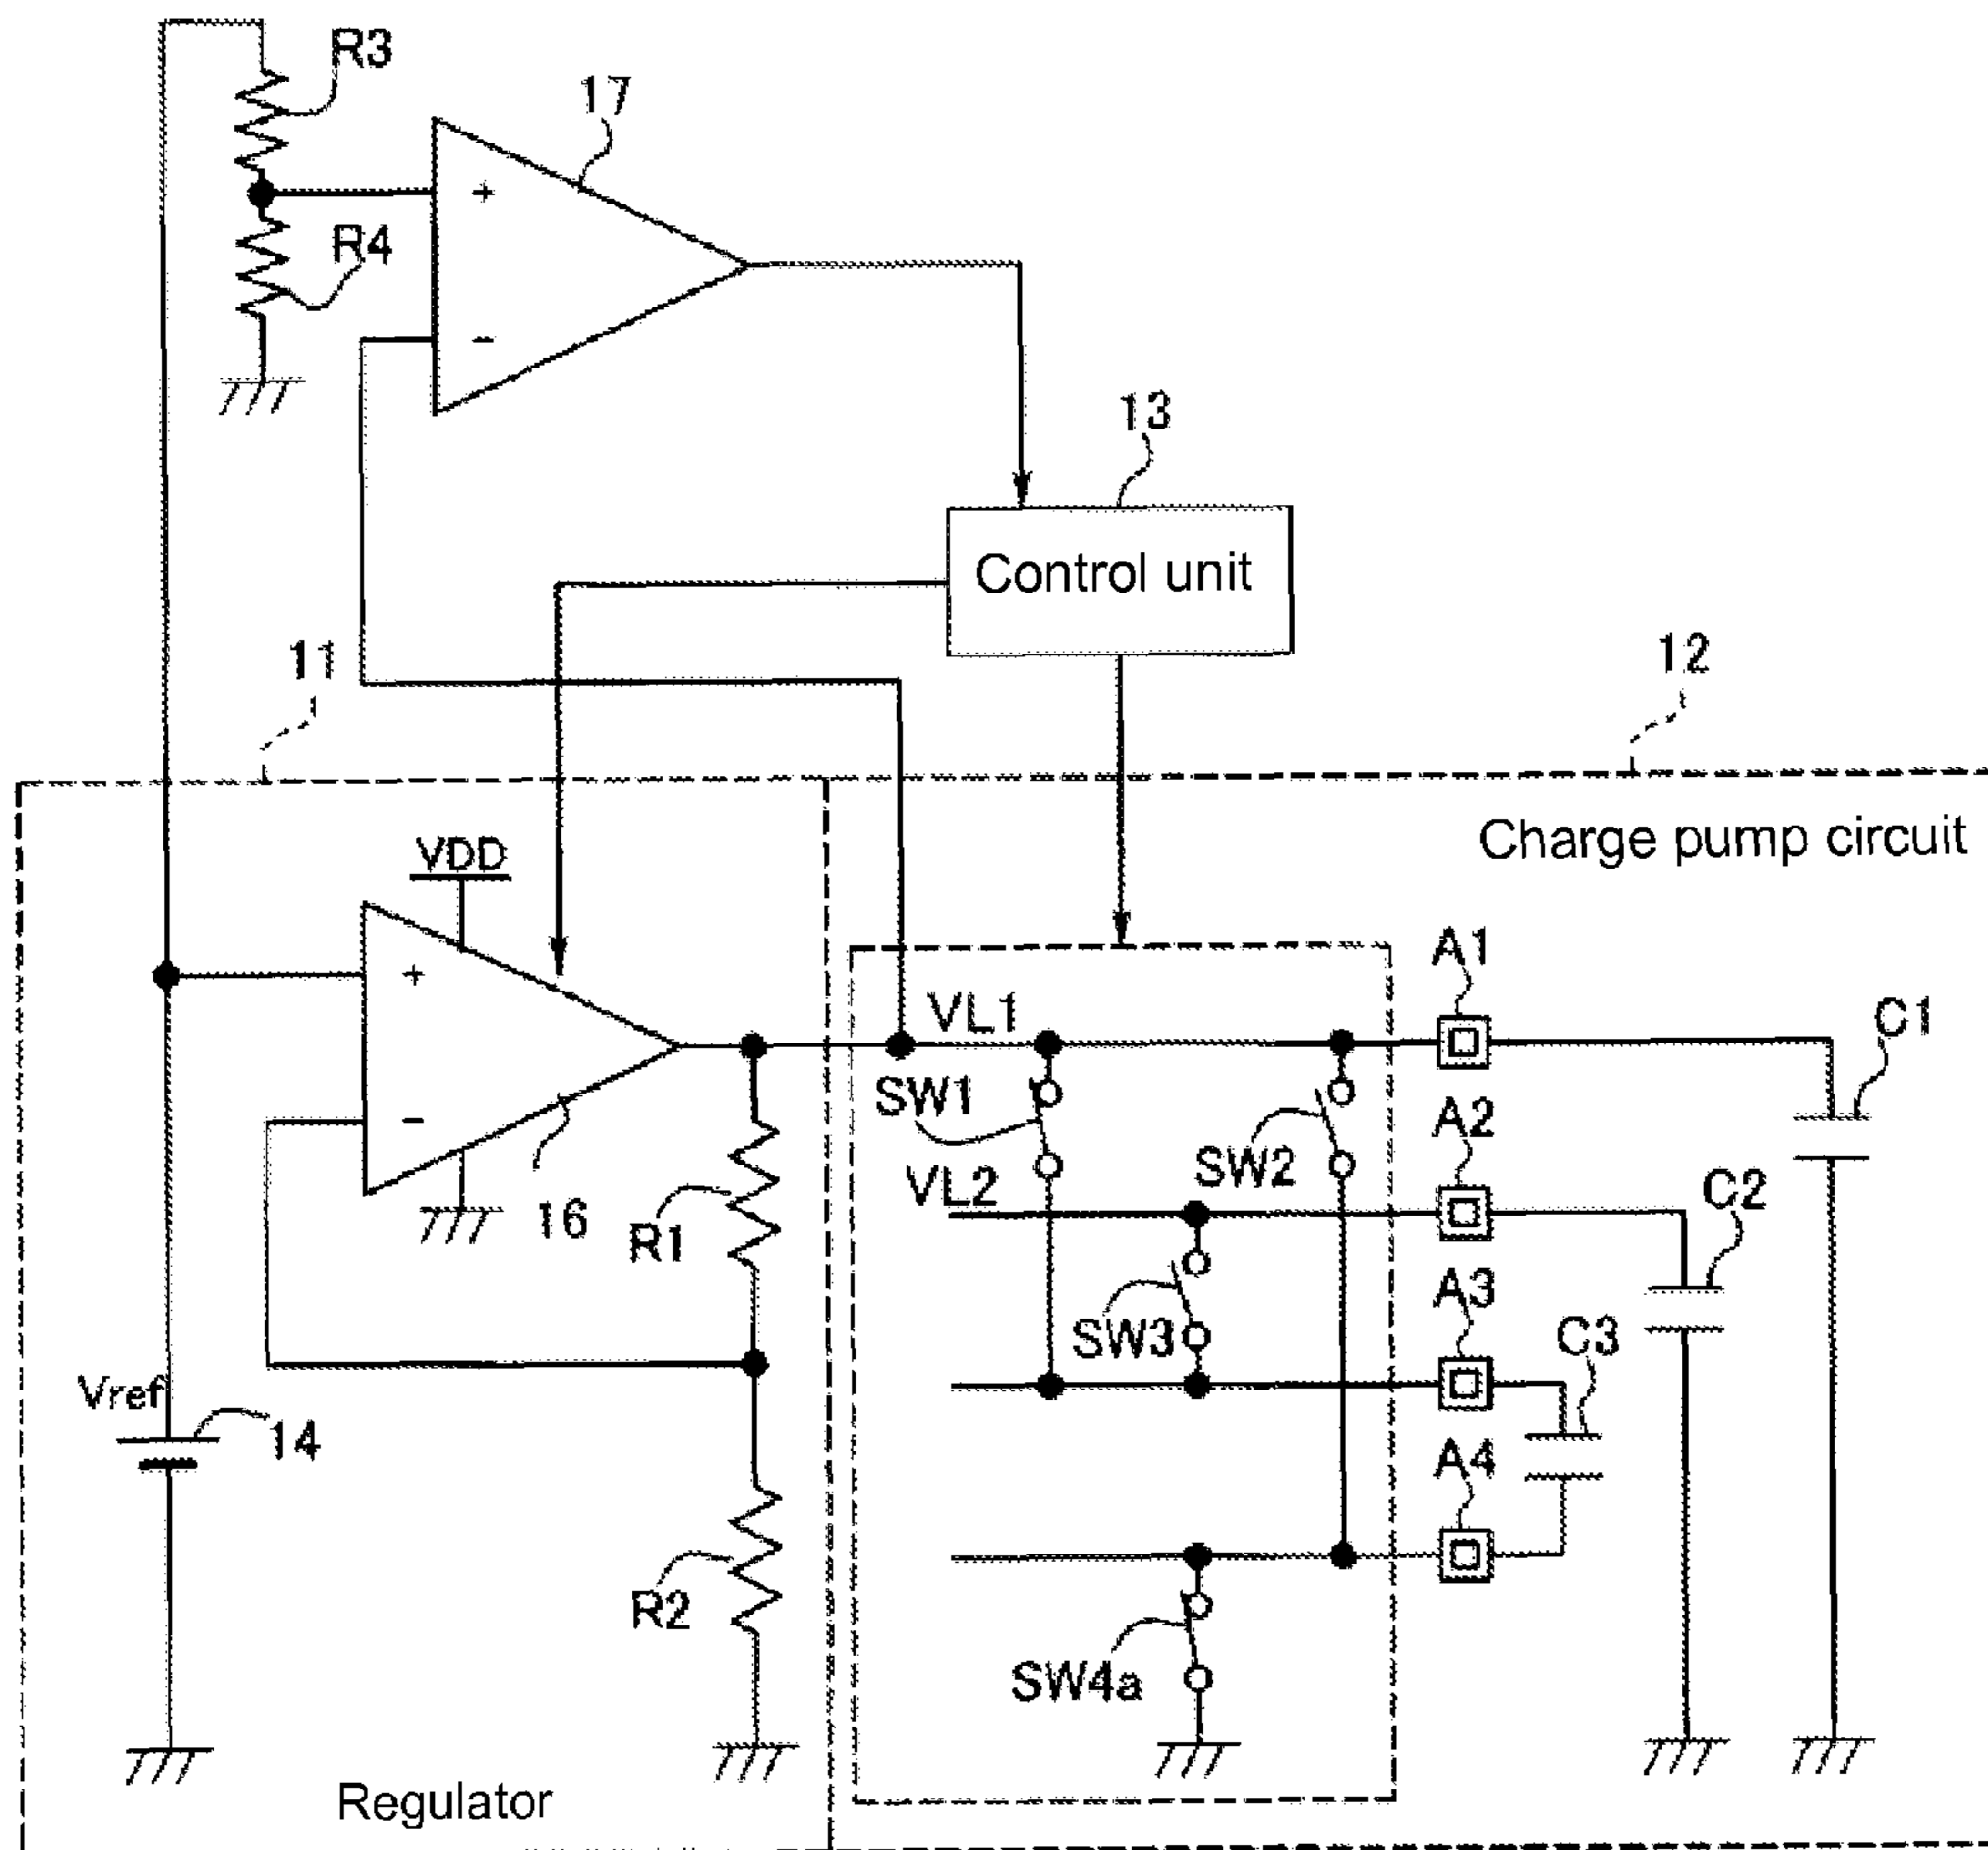 R3
17
+
R4
-
13
Control unit
11
12
VDD
Charge pump circuit
A1
+
VL1
C1
SW1
A2
-
VL2
SW2
C2
16
R1
A3
SW3
C3
Vref
14
A4
R2
SW4a
Regulator